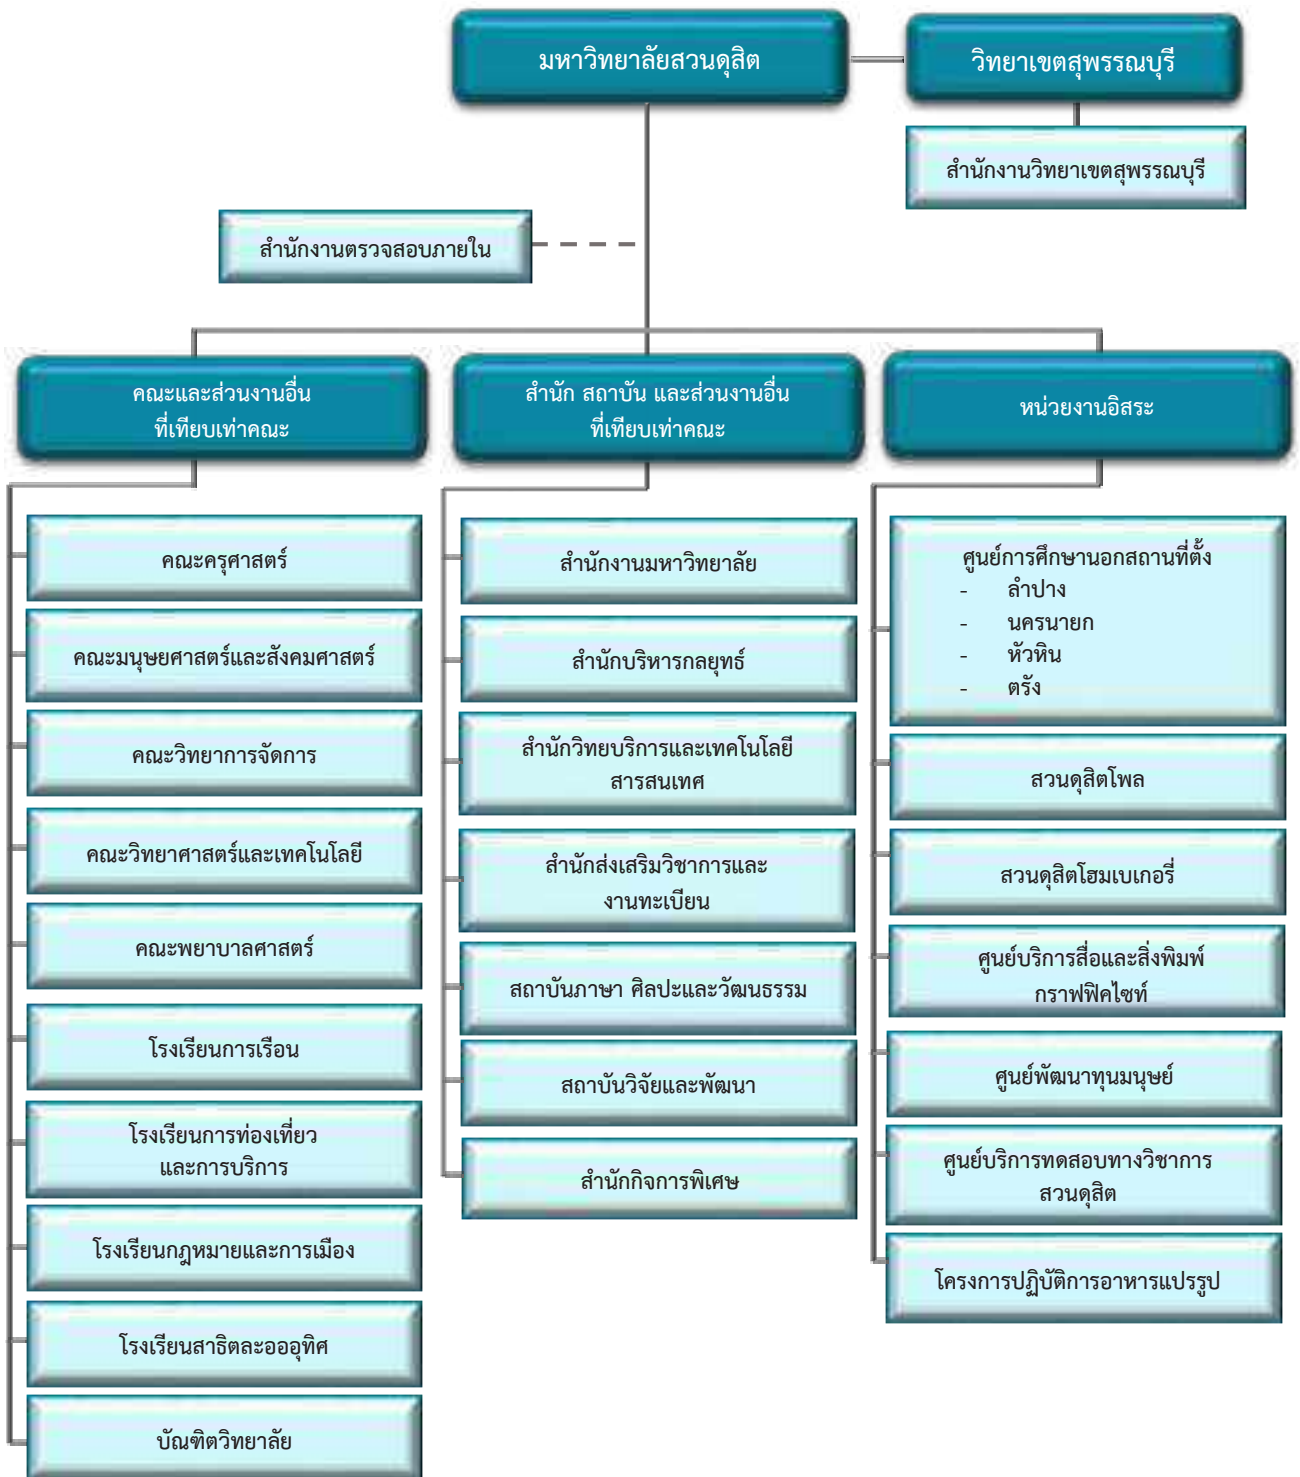 มหาวิทยาลัยสวนดุสิต
วิทยาเขตสุพรรณบุรี
สำนักงานวิทยาเขตสุพรรณบุรี
สำนักงานตรวจสอบภายใน
คณะและส่วนงานอื่น
ที่เทียบเท่าคณะ
คณะครุศาสตร์
คณะมนุษยศาสตร์และสังคมศาสตร์
คณะวิทยาการจัดการ
คณะวิทยาศาสตร์และเทคโนโลยี
คณะพยาบาลศาสตร์
โรงเรียนการเรือน
โรงเรียนการท่องเที่ยว
และการบริการ
โรงเรียนกฎหมายและการเมือง
โรงเรียนสาธิตละอออุทิศ
บัณฑิตวิทยาลัย
สำนัก สถาบัน และส่วนงานอื่น
ที่เทียบเท่าคณะ
สำนักงานมหาวิทยาลัย
สำนักบริหารกลยุทธ์
สำนักวิทยบริการและเทคโนโลยี
สารสนเทศ
สำนักส่งเสริมวิชาการและ
งานทะเบียน
สถาบันภาษา ศิลปะและวัฒนธรรม
สถาบันวิจัยและพัฒนา
สำนักกิจการพิเศษ
หน่วยงานอิสระ
ศูนย์การศึกษานอกสถานที่ตั้ง
- ลำปาง
- นครนายก
- หัวหิน
- ตรัง
สวนดุสิตโพล
สวนดุสิตโฮมเบเกอรี่
ศูนย์บริการสื่อและสิ่งพิมพ์
กราฟฟิคไซท์
ศูนย์พัฒนาทุนมนุษย์
ศูนย์บริการทดสอบทางวิชาการ
สวนดุสิต
โครงการปฏิบัติการอาหารแปรรูป